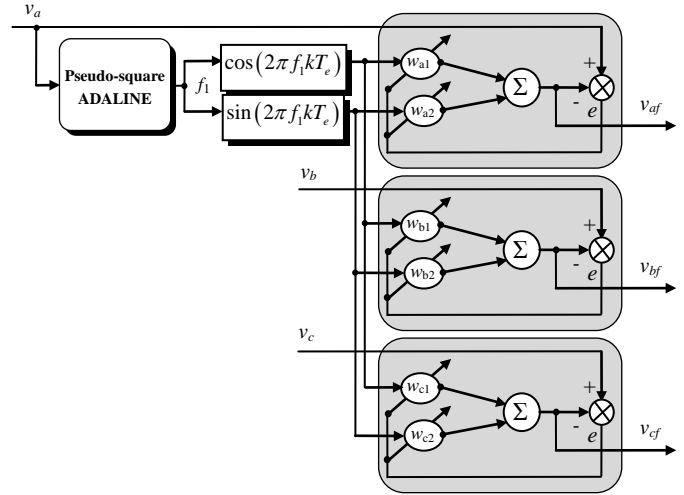 v_a
Pseudo-square
ADALINE
f_1
cos(2πf_1kT_e)
sin(2πf_1kT_e)
w_a1
w_a2
Σ
+
-
e
v_af
v_b
w_b1
w_b2
Σ
+
-
e
v_bf
v_c
w_c1
w_c2
Σ
+
-
e
v_cf